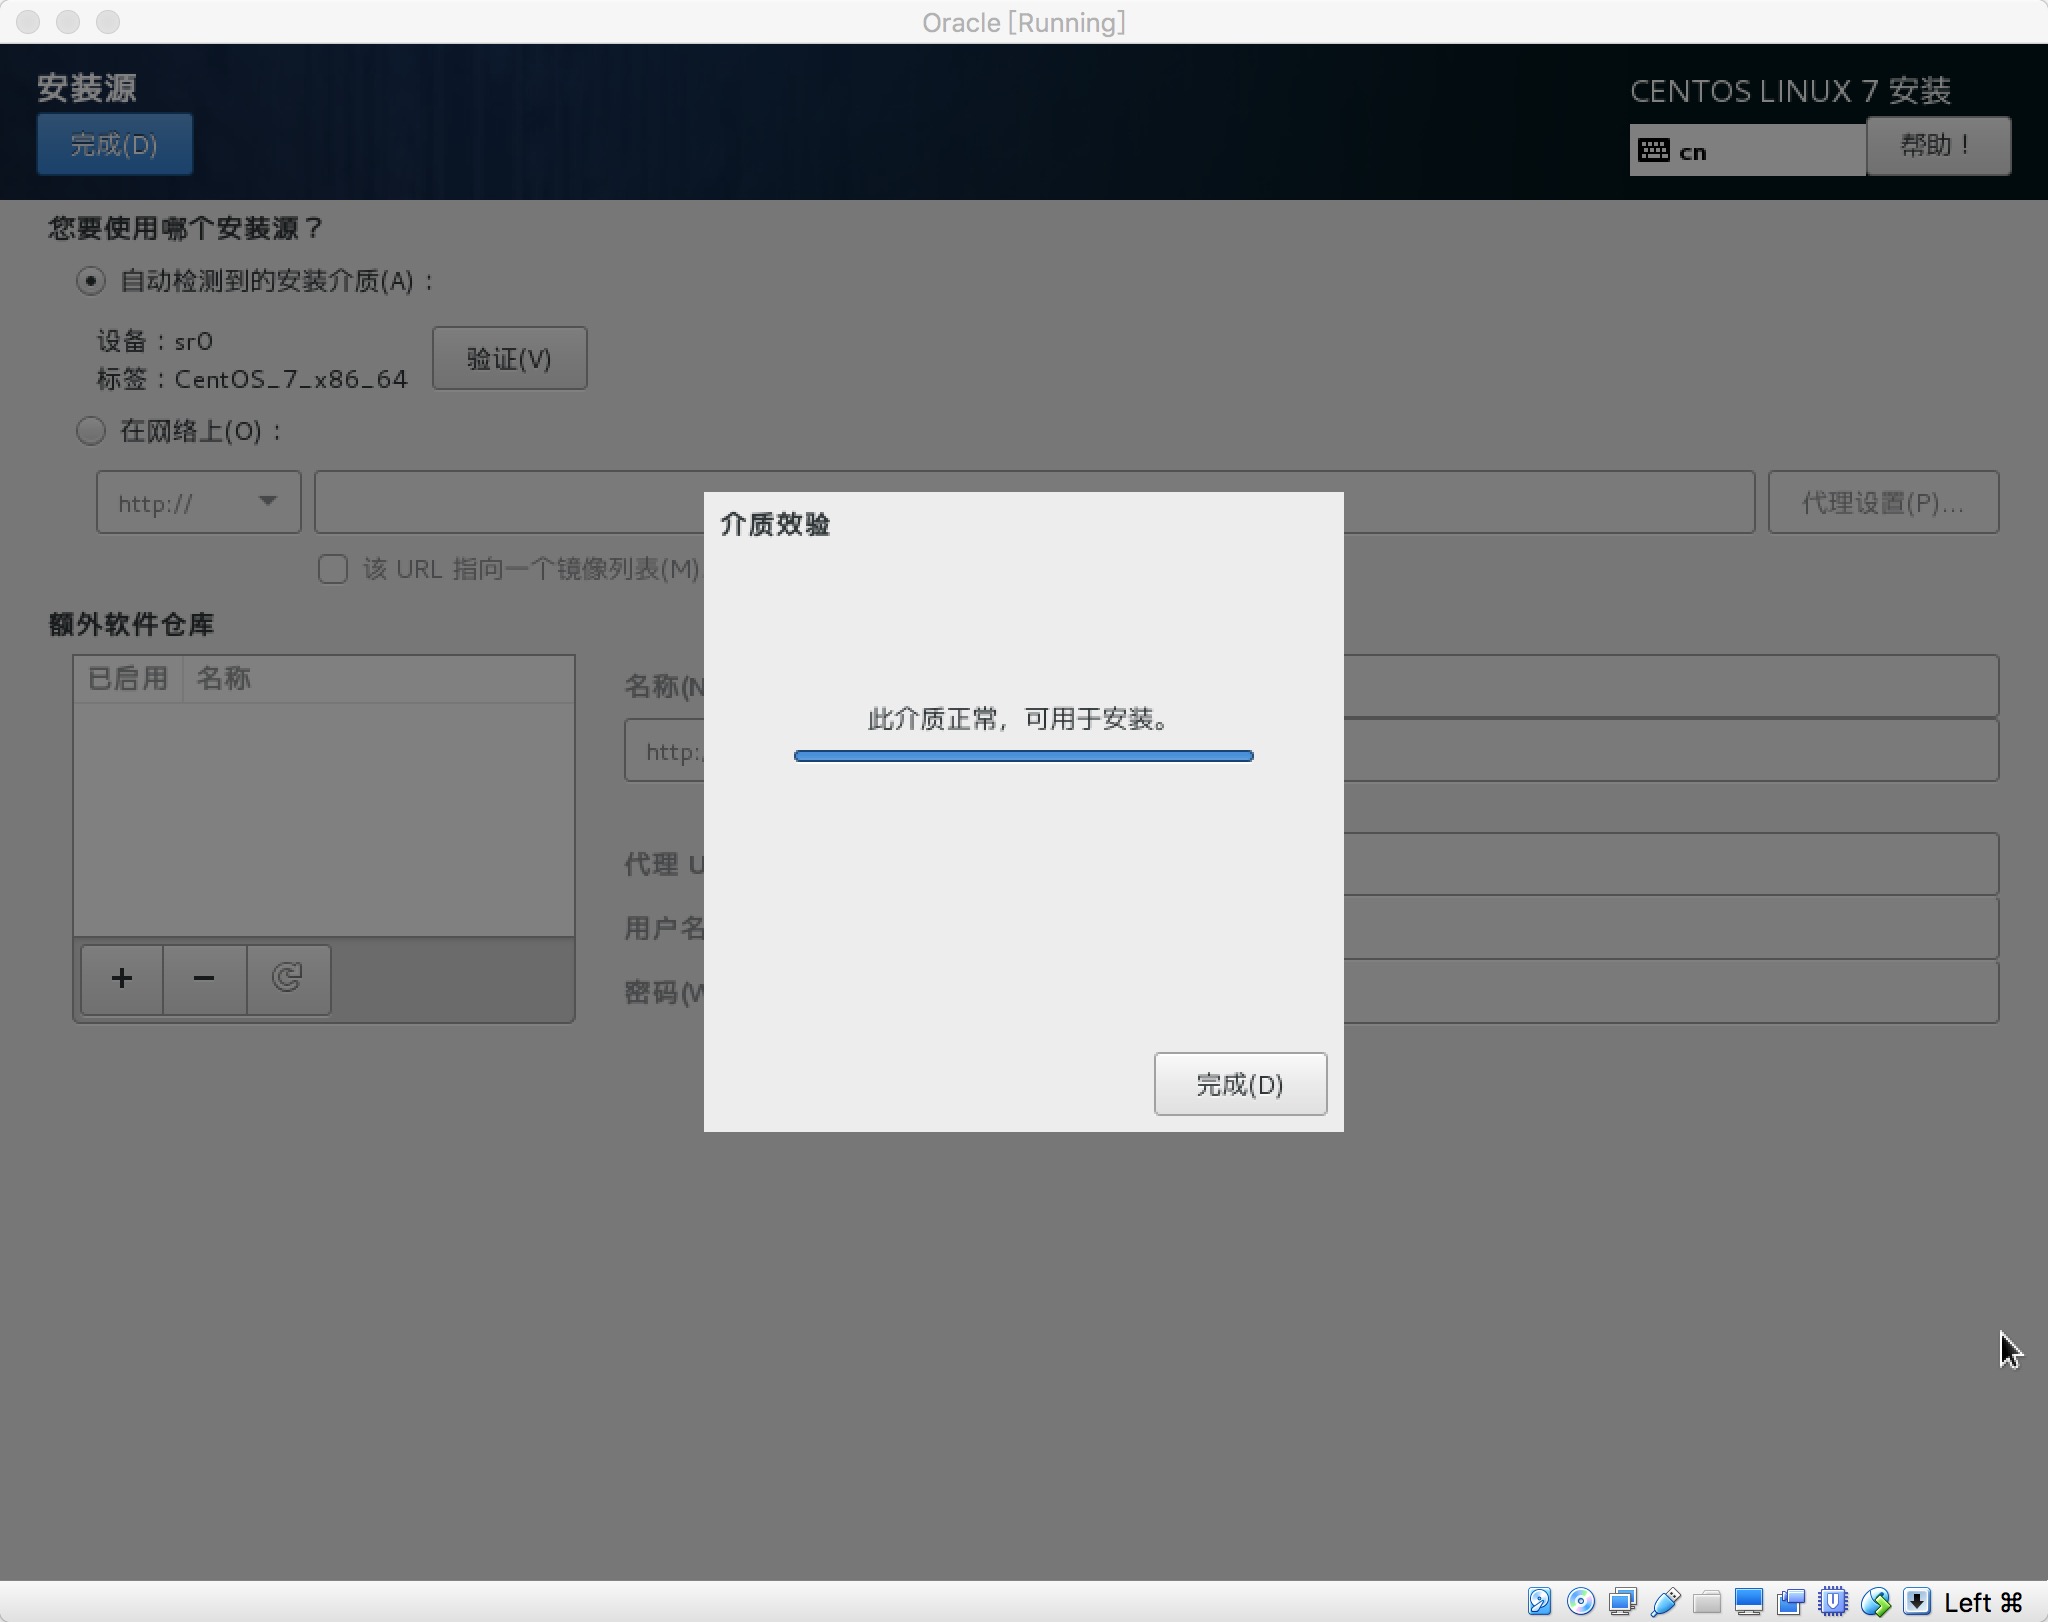 Oracle [Running]
安装源
CENTOS LINUX 7 安装
完成(D)
cn
帮助！
您要使用哪个安装源？
自动检测到的安装介质(A)：
设备：sr0
标签：CentOS_7_x86_64
验证(V)
在网络上(O)：
http://
代理设置(P)...
该 URL 指向一个镜像列表(M)
介质效验
此介质正常，可用于安装。
完成(D)
额外软件仓库
已启用
名称
名称(N
http:/
代理 U
用户名
密码(W
Left ⌘